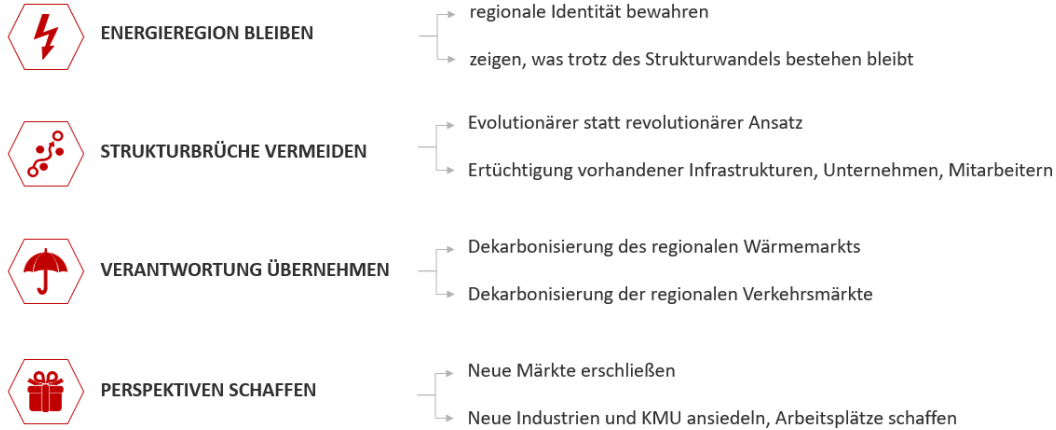 ENERGIEREGION BLEIBEN
regionale Identität bewahren
zeigen, was trotz des Strukturwandels bestehen bleibt
STRUKTURBRÜCHE VERMEIDEN
Evolutionärer statt revolutionärer Ansatz
Ertüchtigung vorhandener Infrastrukturen, Unternehmen, Mitarbeitern
VERANTWORTUNG ÜBERNEHMEN
Dekarbonisierung des regionalen Wärmemarkts
Dekarbonisierung der regionalen Verkehrsmärkte
PERSPEKTIVEN SCHAFFEN
Neue Märkte erschließen
Neue Industrien und KMU ansiedeln, Arbeitsplätze schaffen